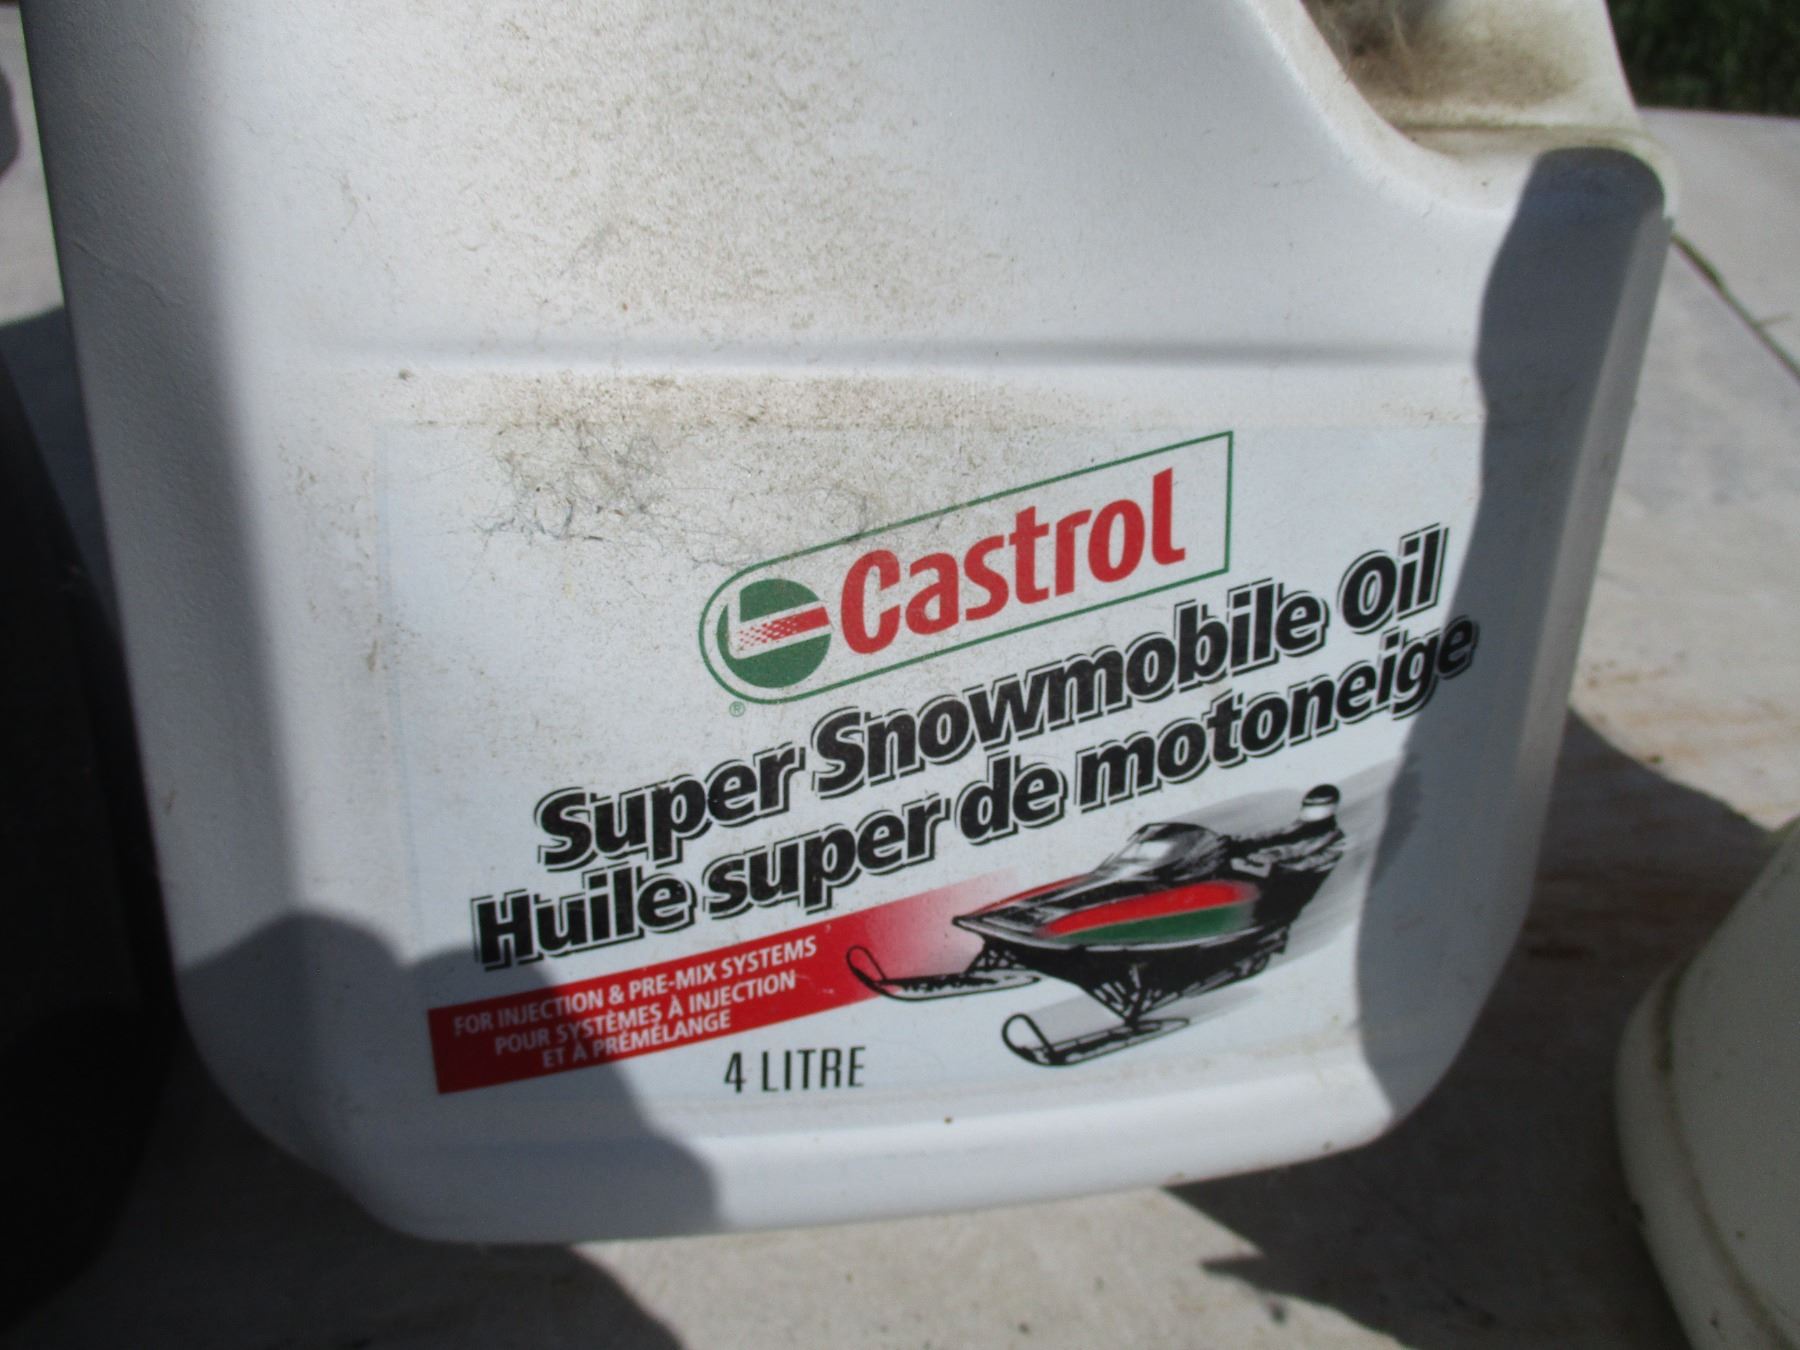 Castrol
®
Super Snowmobile Oil
Huile super de motoneige
FOR INJECTION & PRE-MIX SYSTEMS
POUR SYSTÈMES À INJECTION
ET À PRÉMÉLANGE
4 LITRE